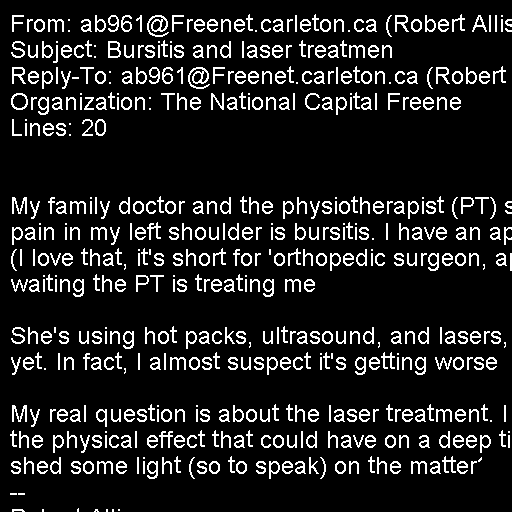 From: ab961@Freenet.carleton.ca (Robert Allis
Subject: Bursitis and laser treatmen
Reply-To: ab961@Freenet.carleton.ca (Robert
Organization: The National Capital Freene
Lines: 20
My family doctor and the physiotherapist (PT) s
pain in my left shoulder is bursitis. I have an ap
(I love that, it's short for 'orthopedic surgeon, ap
waiting the PT is treating me
She's using hot packs, ultrasound, and lasers,
yet. In fact, I almost suspect it's getting worse
My real question is about the laser treatment. I
the physical effect that could have on a deep ti
shed some light (so to speak) on the matter
--